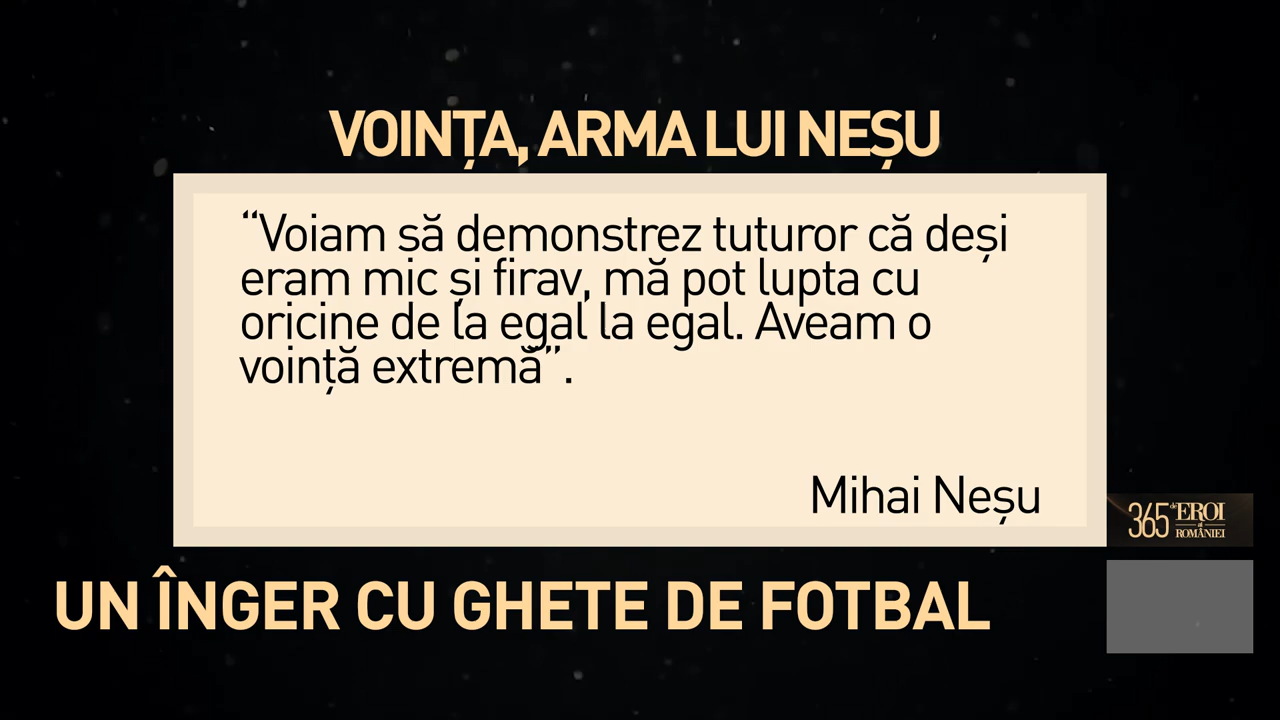 VOINȚA, ARMA LUI NEȘU
“Voiam să demonstrez tuturor că deși
eram mic și firav, mă pot lupta cu
oricine de la egal la egal. Aveam o
voință extremă”.
Mihai Neșu
365 de EROI
ai
ROMÂNIEI
UN ÎNGER CU GHETE DE FOTBAL